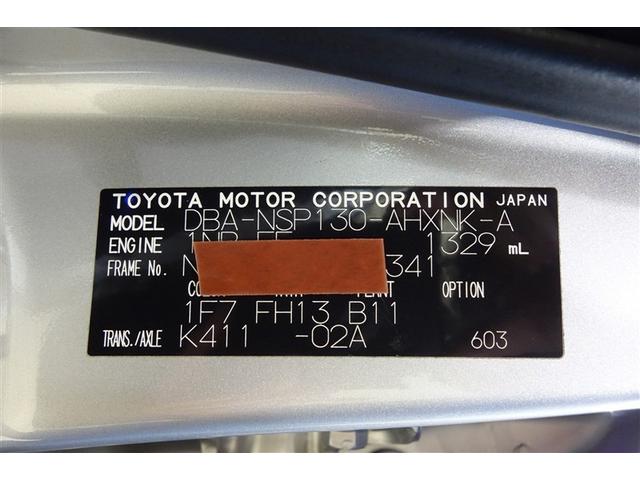 TOYOTA MOTOR CORPORATION JAPAN
MODEL DBA-NSP130-AHXNK-A
ENGINE 1329 mL
FRAME No. N 341
OPTION
1F7 FH13 B11
TRANS./AXLE K411 -02A 603